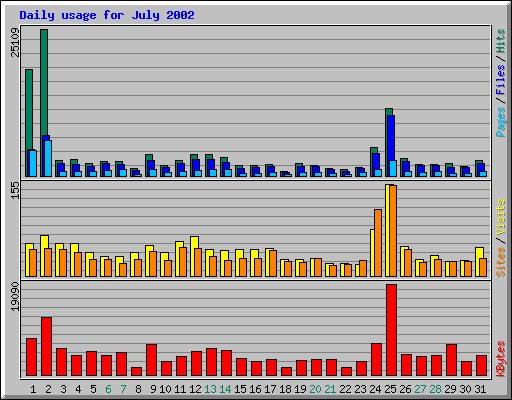 Daily usage for July 2002
25109
Pages / Files / Hits
155
Sites / Visits
19090
KBytes
1 2 3 4 5 6 7 8 9 10 11 12 13 14 15 16 17 18 19 20 21 22 23 24 25 26 27 28 29 30 31